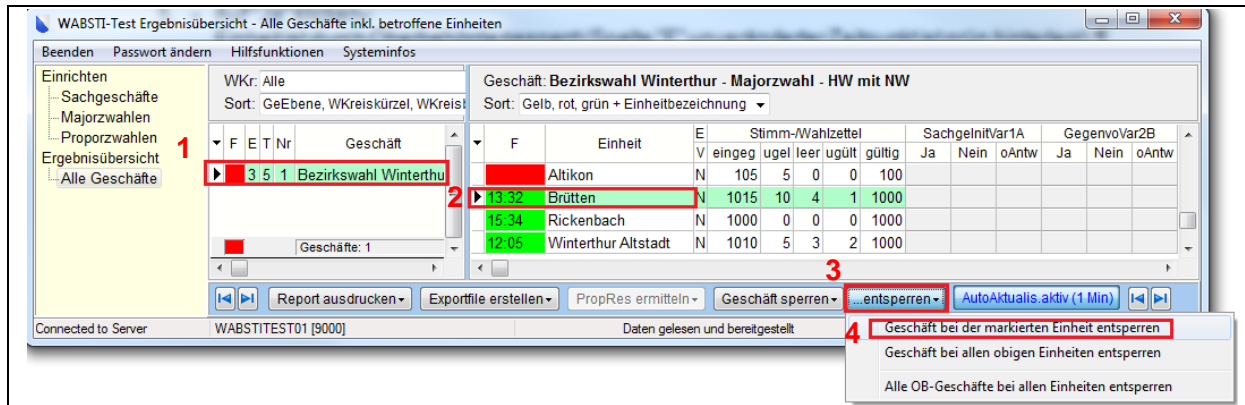 WABSTI-Test Ergebnisübersicht - Alle Geschäfte inkl. betroffene Einheiten
Beenden Passwort ändern Hilfsfunktionen Systeminfos
Einrichten
Sachgeschäfte
Majorzwahlen
Proporzwahlen
Ergebnisübersicht
Alle Geschäfte
WKr: Alle
Sort: GeEbene, WKreiskürzel, WKreisb
Geschäft: Bezirkswahl Winterthur - Majorzwahl - HW mit NW
Sort: Gelb, rot, grün + Einheitbezeichnung
1
F E T Nr Geschäft
3 5 1 Bezirkswahl Winterthu
Geschäfte: 1
F Einheit E Stimm-/Wahlzettel SachgeInitVar1A GegenvoVar2B
V eingeg ugel leer ugült gültig Ja Nein oAntw Ja Nein oAntw
Altikon N 105 5 0 0 100
2
13:32 Brütten N 1015 10 4 1 1000
15:34 Rickenbach N 1000 0 0 0 1000
12:05 Winterthur Altstadt N 1010 5 3 2 1000
3
Report ausdrucken Exportfile erstellen PropRes ermitteln Geschäft sperren ...entsperren AutoAktualis.aktiv (1 Min)
Connected to Server WABSTITEST01 [9000] Daten gelesen und bereitgestellt
4
Geschäft bei der markierten Einheit entsperren
Geschäft bei allen obigen Einheiten entsperren
Alle OB-Geschäfte bei allen Einheiten entsperren